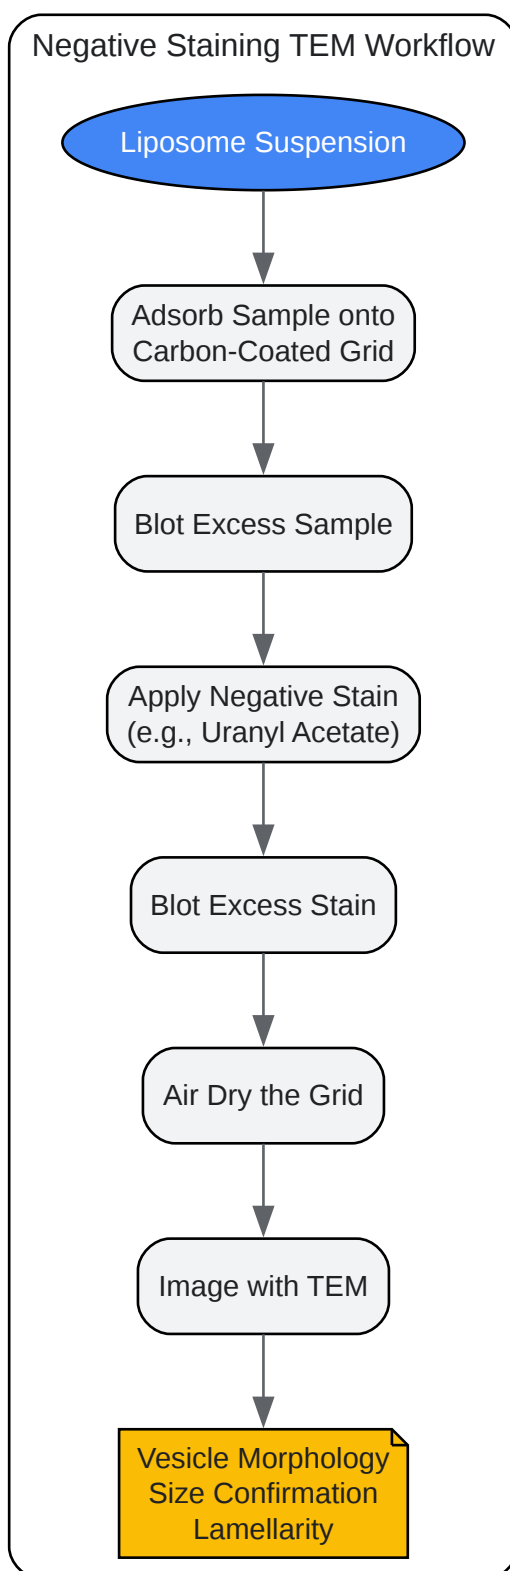 Negative Staining TEM Workflow
Liposome Suspension
Adsorb Sample onto
Carbon-Coated Grid
Blot Excess Sample
Apply Negative Stain
(e.g., Uranyl Acetate)
Blot Excess Stain
Air Dry the Grid
Image with TEM
Vesicle Morphology
Size Confirmation
Lamellarity